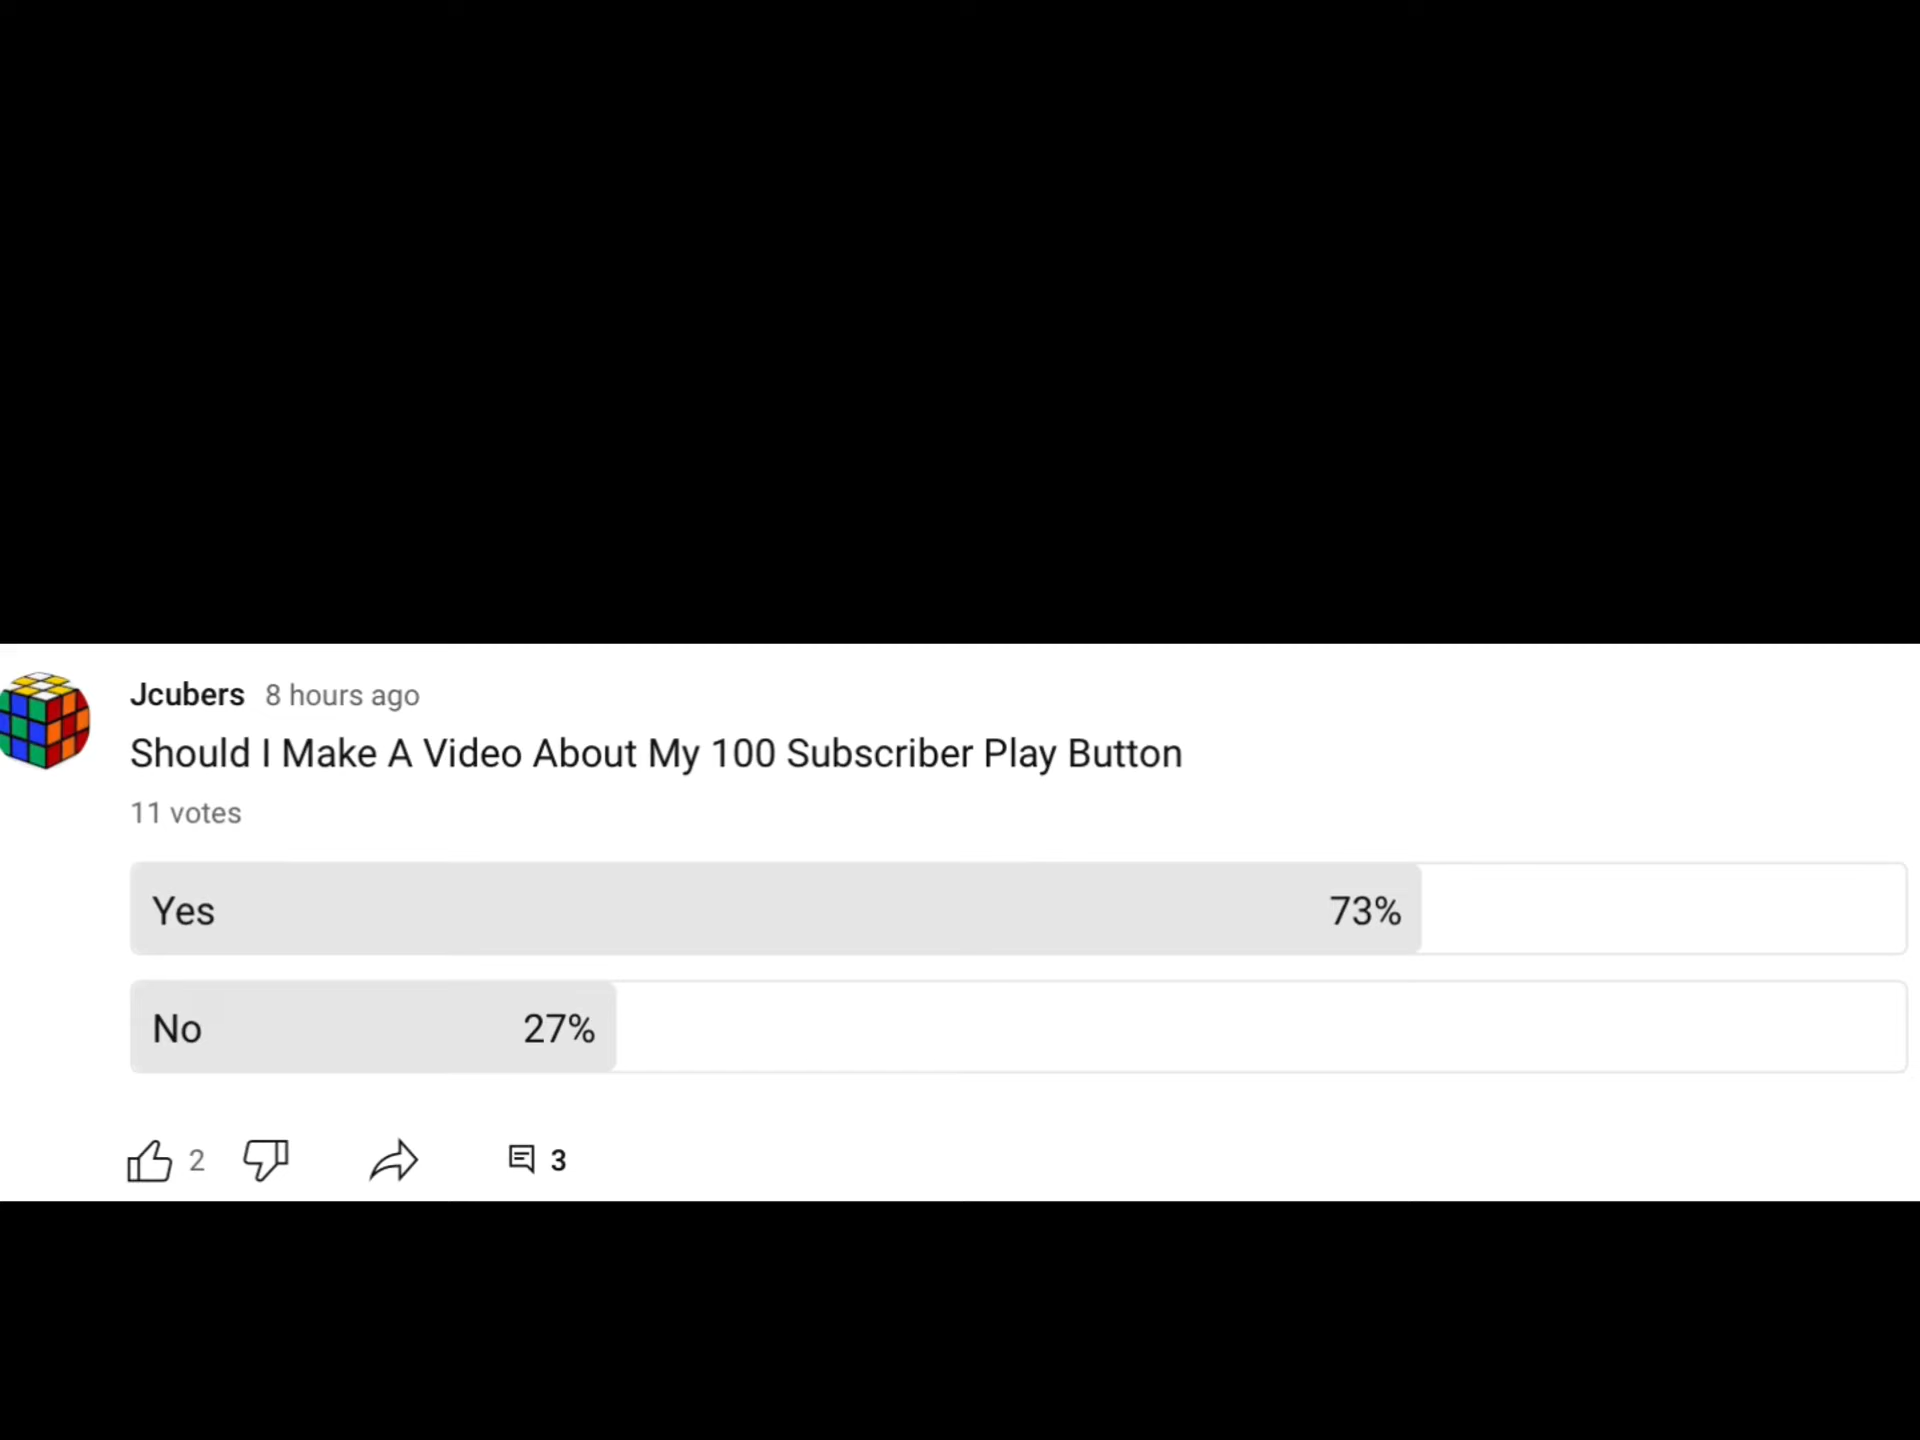 Jcubers 8 hours ago
Should I Make A Video About My 100 Subscriber Play Button
11 votes
Yes 73%
No 27%
2 3